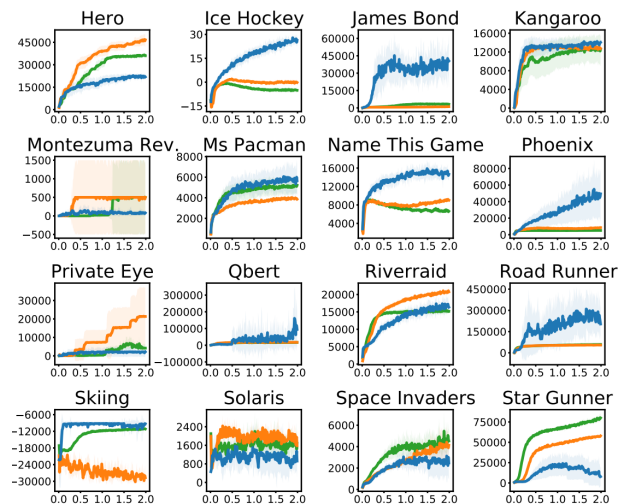 Hero Ice Hockey James Bond Kangaroo
45000 30000 15000 0 0.0 0.5 1.0 1.5 2.0
30 15 0 −15 0.0 0.5 1.0 1.5 2.0
60000 45000 30000 15000 0 0.0 0.5 1.0 1.5 2.0
16000 12000 8000 4000 0 0.0 0.5 1.0 1.5 2.0
Montezuma Rev. Ms Pacman Name This Game Phoenix
1500 1000 500 0 −500 0.0 0.5 1.0 1.5 2.0
8000 6000 4000 2000 0.0 0.5 1.0 1.5 2.0
16000 12000 8000 4000 0.0 0.5 1.0 1.5 2.0
80000 60000 40000 20000 0 0.0 0.5 1.0 1.5 2.0
Private Eye Qbert Riverraid Road Runner
30000 20000 10000 0 0.0 0.5 1.0 1.5 2.0
300000 200000 100000 0 −100000 0.0 0.5 1.0 1.5 2.0
20000 15000 10000 5000 0 0.0 0.5 1.0 1.5 2.0
450000 300000 150000 0 0.0 0.5 1.0 1.5 2.0
Skiing Solaris Space Invaders Star Gunner
−6000 −12000 −18000 −24000 −30000 0.0 0.5 1.0 1.5 2.0
2400 1600 800 0 0.0 0.5 1.0 1.5 2.0
6000 4000 2000 0 0.0 0.5 1.0 1.5 2.0
75000 50000 25000 0 0.0 0.5 1.0 1.5 2.0